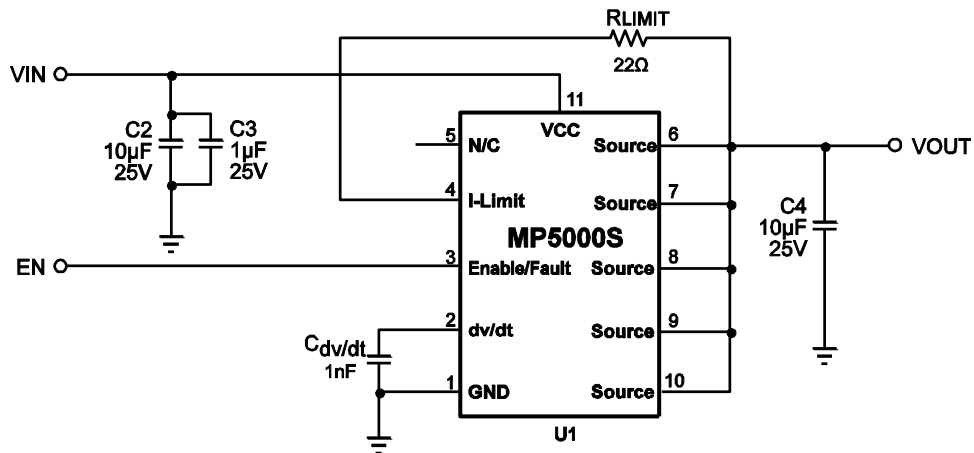 RLIMIT
22Ω
VIN
11
VCC
C2
10µF
25V
C3
1µF
25V
5
N/C
Source
6
VOUT
4
I-Limit
Source
7
C4
10µF
25V
MP5000S
EN
3
Enable/Fault
Source
8
2
dv/dt
Source
9
Cdv/dt
1nF
1
GND
Source
10
U1